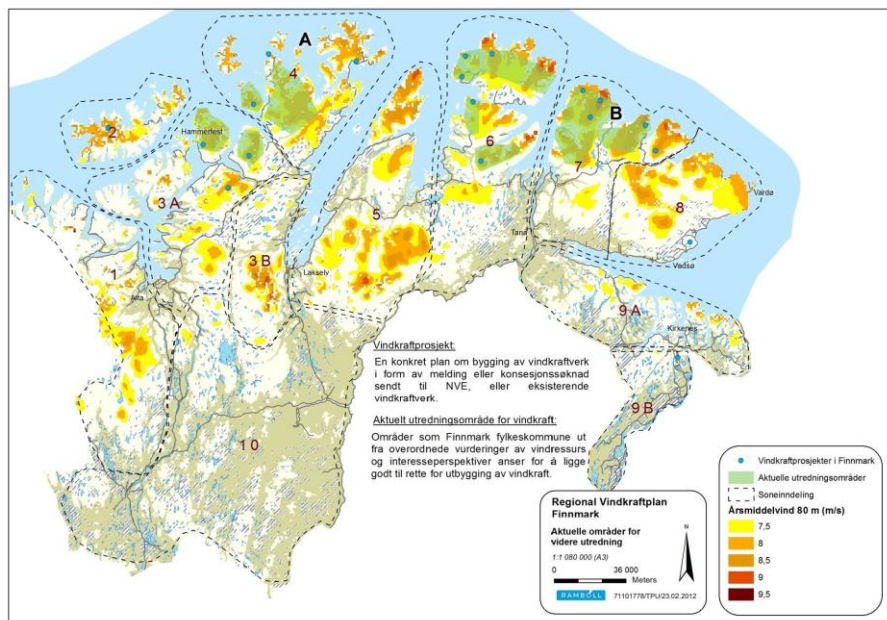 A
4
2
Hammerfest
B
6
7
3 A
8
Vardø
5
Tana
1
3 B
Lakselv
Vadsø
Alta
9 A
Kirkenes
Vindkraftprosjekt:
En konkret plan om bygging av vindkraftverk
i form av melding eller konsesjonssøknad
sendt til NVE, eller eksisterende
vindkraftverk.
Aktuelt utredningsområde for vindkraft:
Områder som Finnmark fylkeskommune ut
fra overordnede vurderinger av vindressurs
og interesseperspektiver anser for å ligge
godt til rette for utbygging av vindkraft.
9 B
10
Regional Vindkraftplan
Finnmark
Aktuelle områder for
videre utredning
1:1 080 000 (A3)
N
0 36 000
Meters
RAMBOLL
71101778/TPU/23.02.2012
Vindkraftprosjekter i Finnmark
Aktuelle utredningsområder
Soneinndeling
Årsmiddelvind 80 m (m/s)
7,5
8
8,5
9
9,5